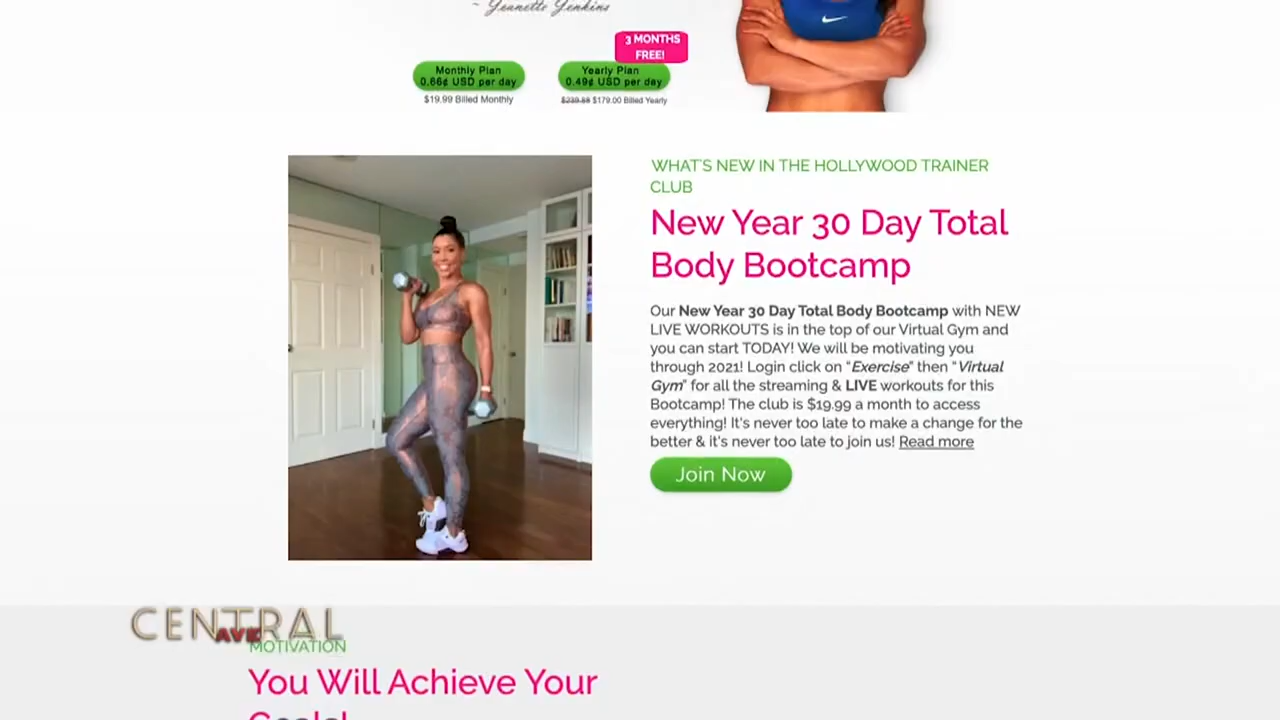 ~ Jeanette Jenkins
3 MONTHS
FREE!
Monthly Plan
0.66¢ USD per day
$19.99 Billed Monthly
Yearly Plan
0.49¢ USD per day
$239.88 $179.00 Billed Yearly
WHAT'S NEW IN THE HOLLYWOOD TRAINER
CLUB
New Year 30 Day Total
Body Bootcamp
Our New Year 30 Day Total Body Bootcamp with NEW
LIVE WORKOUTS is in the top of our Virtual Gym and
you can start TODAY! We will be motivating you
through 2021! Login click on "Exercise" then "Virtual
Gym" for all the streaming & LIVE workouts for this
Bootcamp! The club is $19.99 a month to access
everything! It's never too late to make a change for the
better & it's never too late to join us! Read more
Join Now
CENTRAL
AVE
MOTIVATION
You Will Achieve Your
Goals!